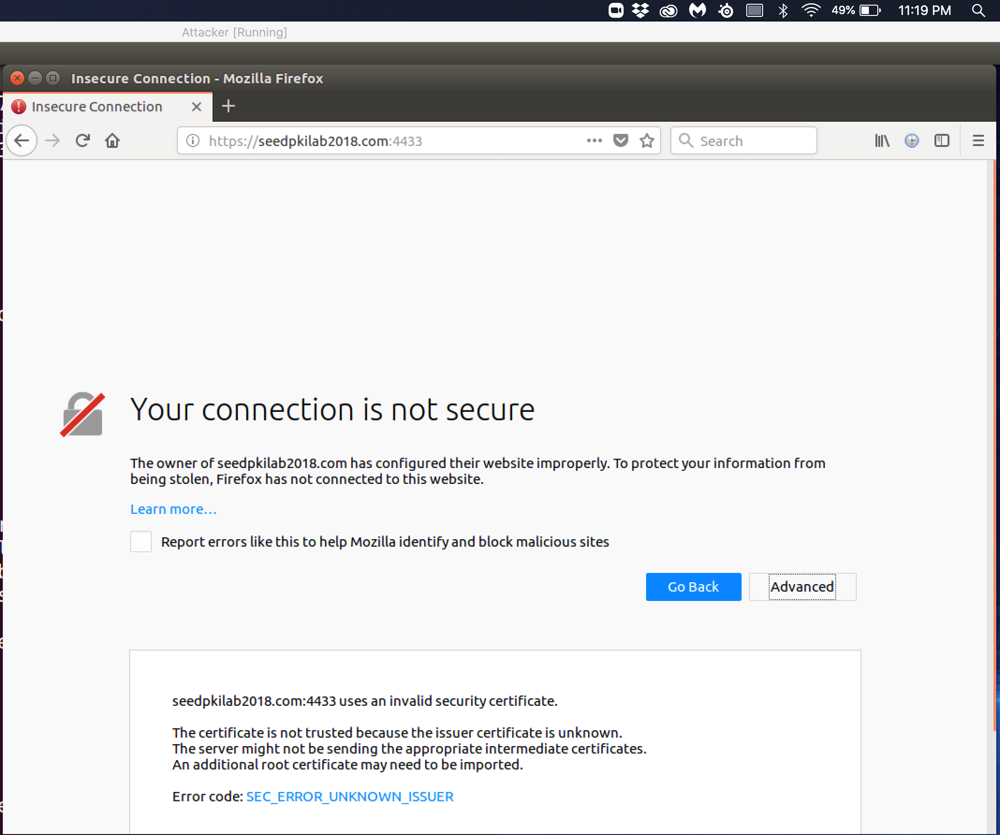 49% 11:19 PM
Attacker [Running]
Insecure Connection - Mozilla Firefox
Insecure Connection
https://seedpkilab2018.com:4433
Search
Your connection is not secure
The owner of seedpkilab2018.com has configured their website improperly. To protect your information from
being stolen, Firefox has not connected to this website.
Learn more…
Report errors like this to help Mozilla identify and block malicious sites
Go Back
Advanced
seedpkilab2018.com:4433 uses an invalid security certificate.
The certificate is not trusted because the issuer certificate is unknown.
The server might not be sending the appropriate intermediate certificates.
An additional root certificate may need to be imported.
Error code: SEC_ERROR_UNKNOWN_ISSUER